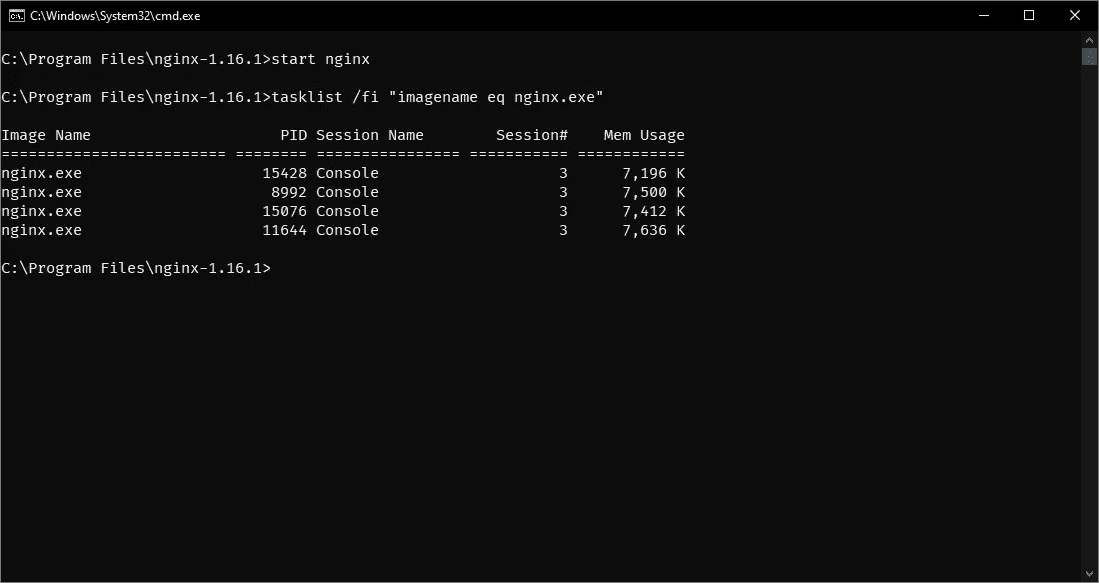 C:\Windows\System32\cmd.exe
C:\Program Files\nginx-1.16.1>start nginx
C:\Program Files\nginx-1.16.1>tasklist /fi "imagename eq nginx.exe"
Image Name                     PID Session Name        Session#    Mem Usage
========================= ======== ================ =========== ============
nginx.exe                    15428 Console                    3      7,196 K
nginx.exe                     8992 Console                    3      7,500 K
nginx.exe                    15076 Console                    3      7,412 K
nginx.exe                    11644 Console                    3      7,636 K
C:\Program Files\nginx-1.16.1>